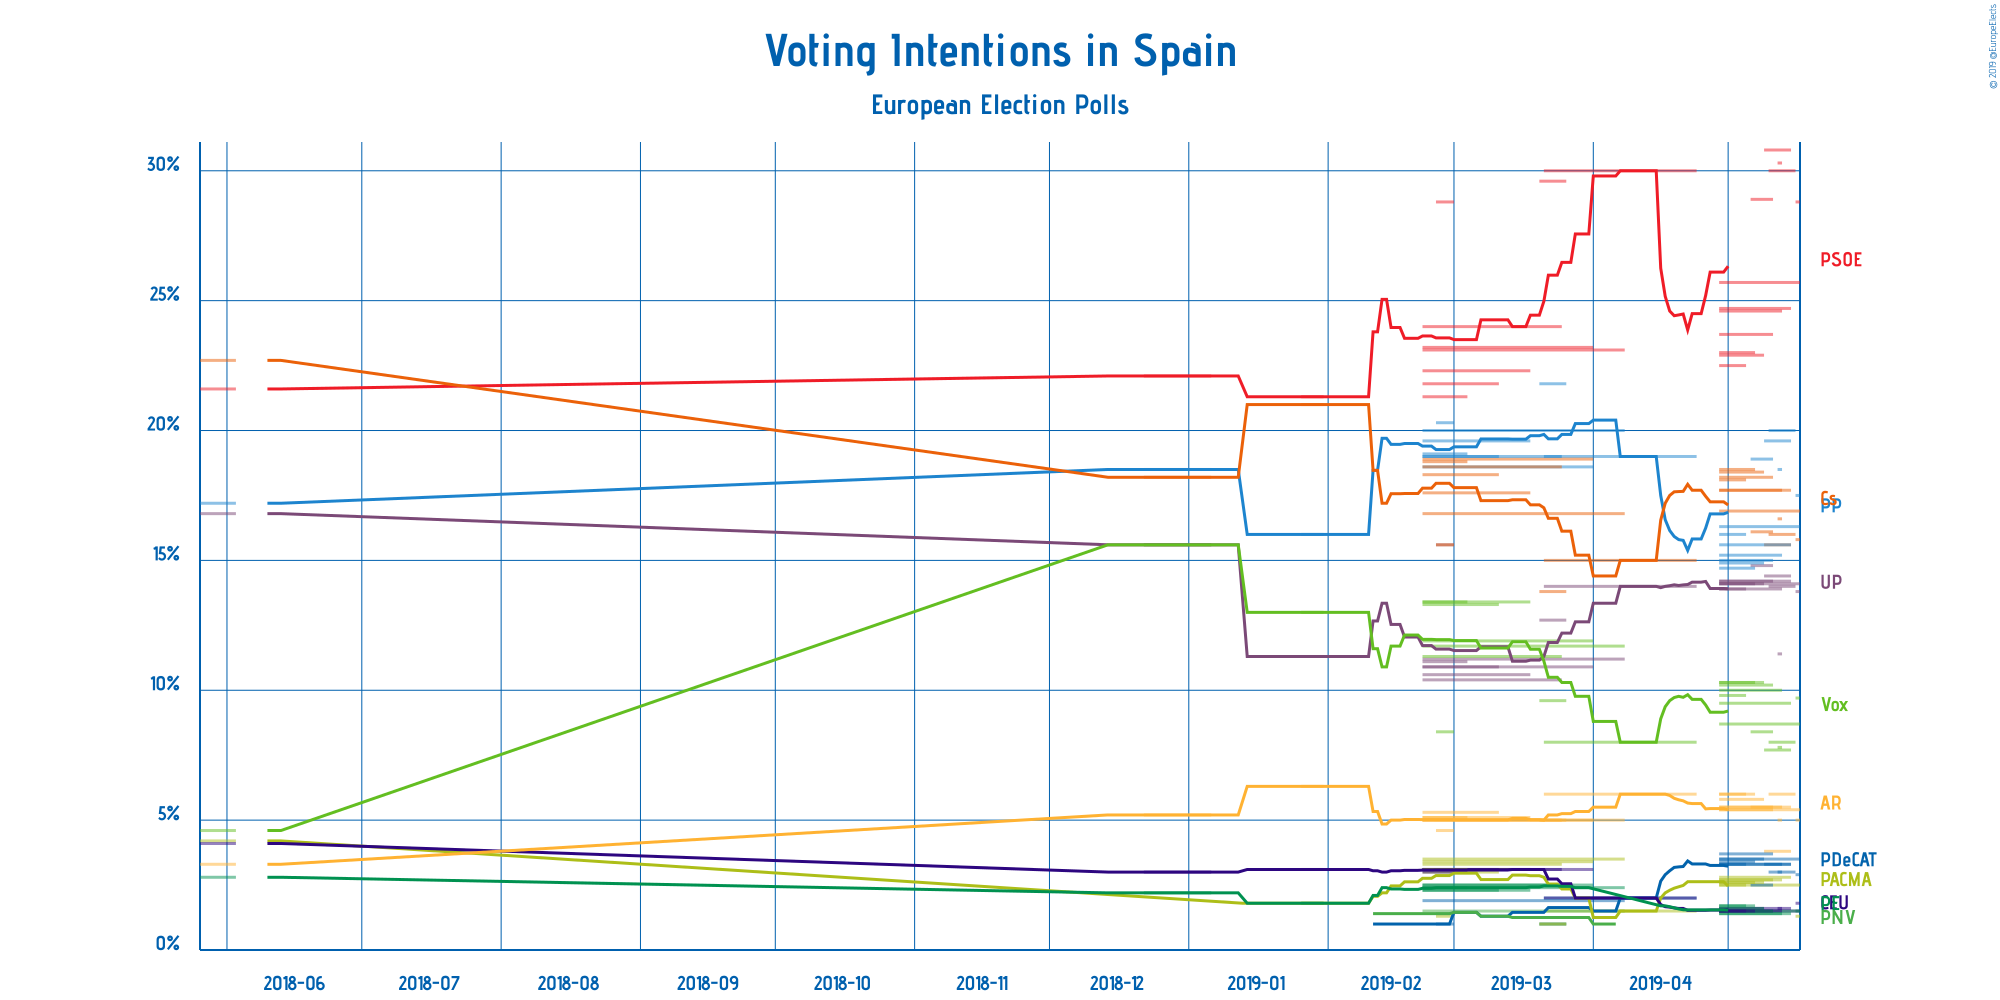 © 2019 @EuropeElects
Voting Intentions in Spain
European Election Polls
30%
25%
20%
15%
10%
5%
0%
PSOE
Cs
PP
UP
Vox
AR
PDeCAT
PACMA
CEU
PNV
2018-06
2018-07
2018-08
2018-09
2018-10
2018-11
2018-12
2019-01
2019-02
2019-03
2019-04